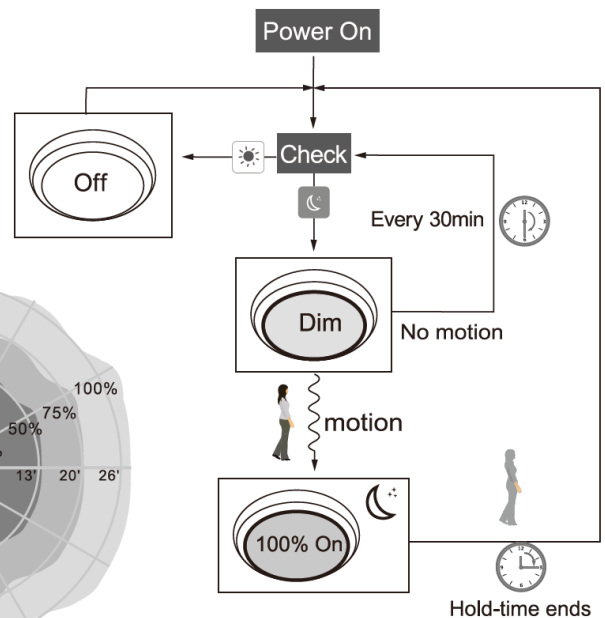 Power On
Check
Off
Every 30min
Dim
No motion
100%
75%
50%
13' 20' 26'
motion
100% On
Hold-time ends